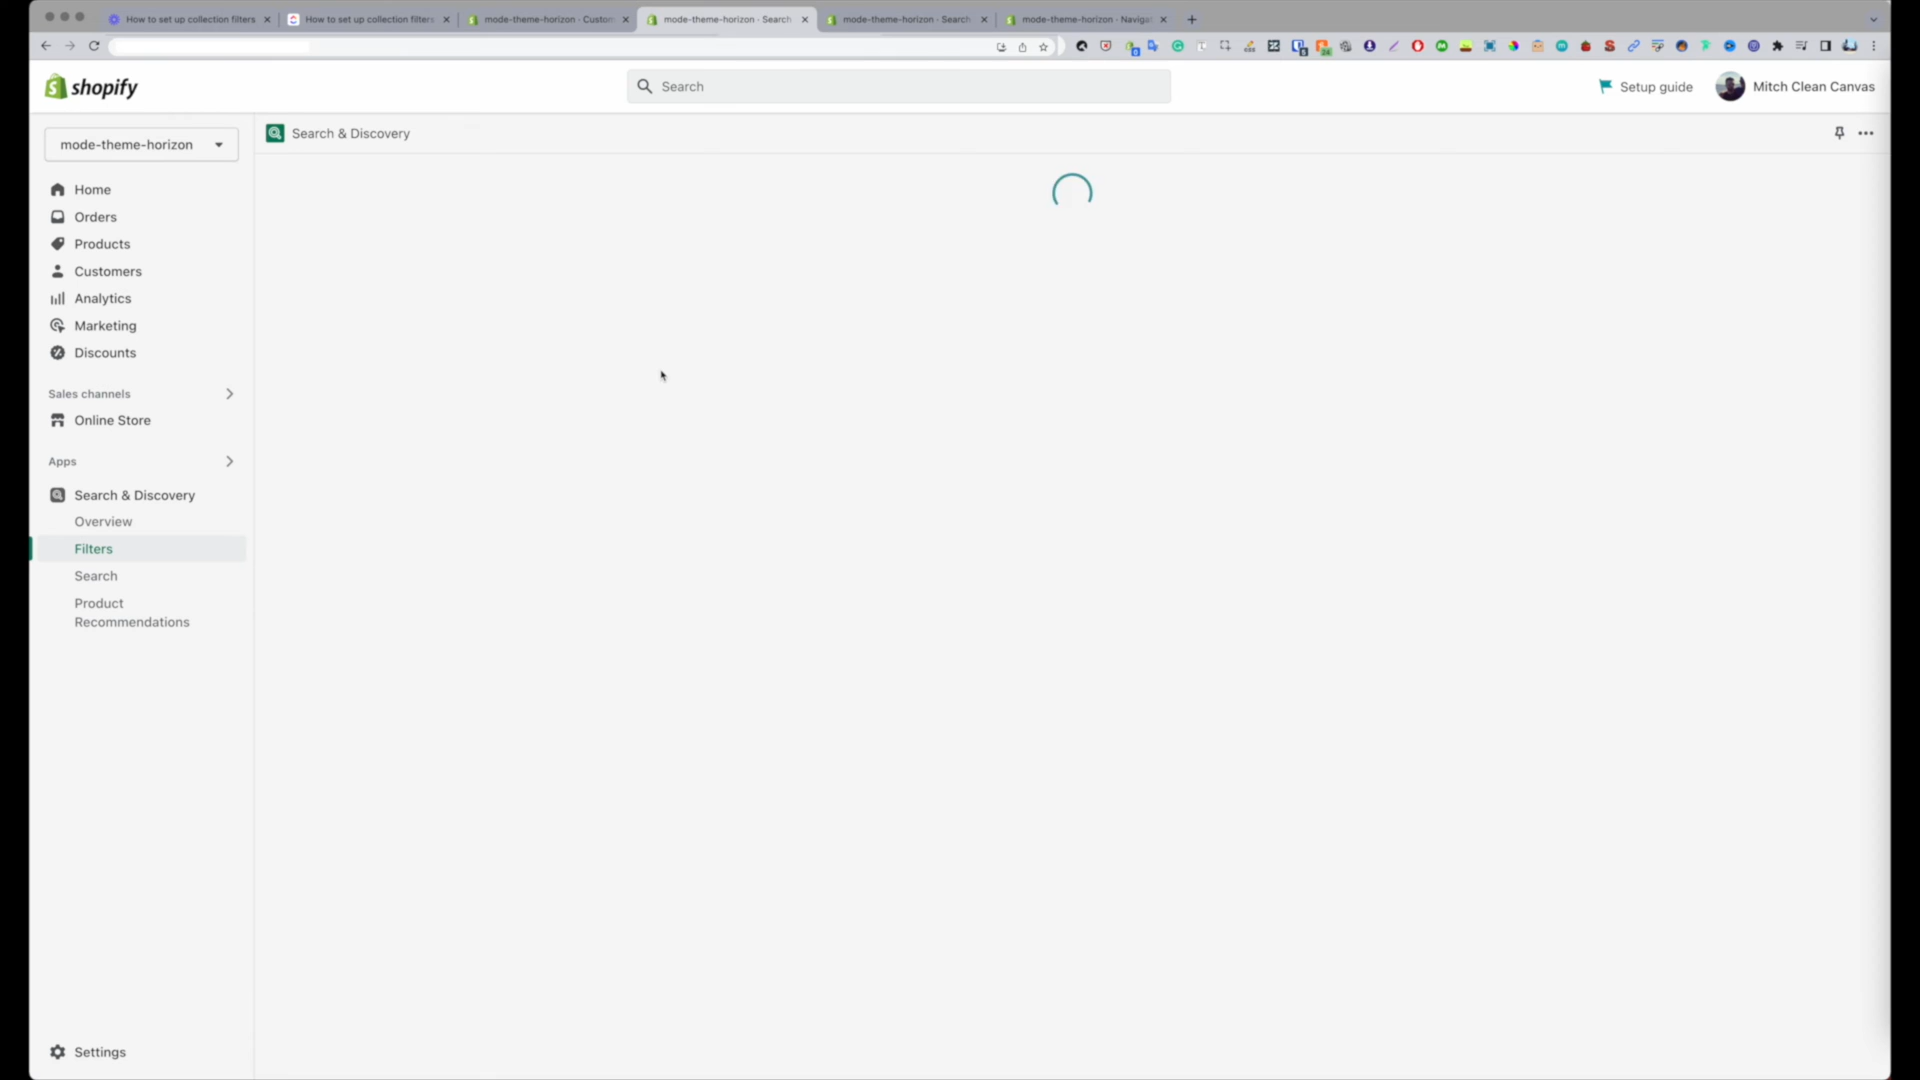 How to set up collection filters
How to set up collection filters
mode-theme-horizon · Custom
mode-theme-horizon · Search
mode-theme-horizon · Search
mode-theme-horizon · Navigat
shopify
Search
Setup guide
Mitch Clean Canvas
mode-theme-horizon
Search & Discovery
Home
Orders
Products
Customers
Analytics
Marketing
Discounts
Sales channels
Online Store
Apps
Search & Discovery
Overview
Filters
Search
Product
Recommendations
Settings